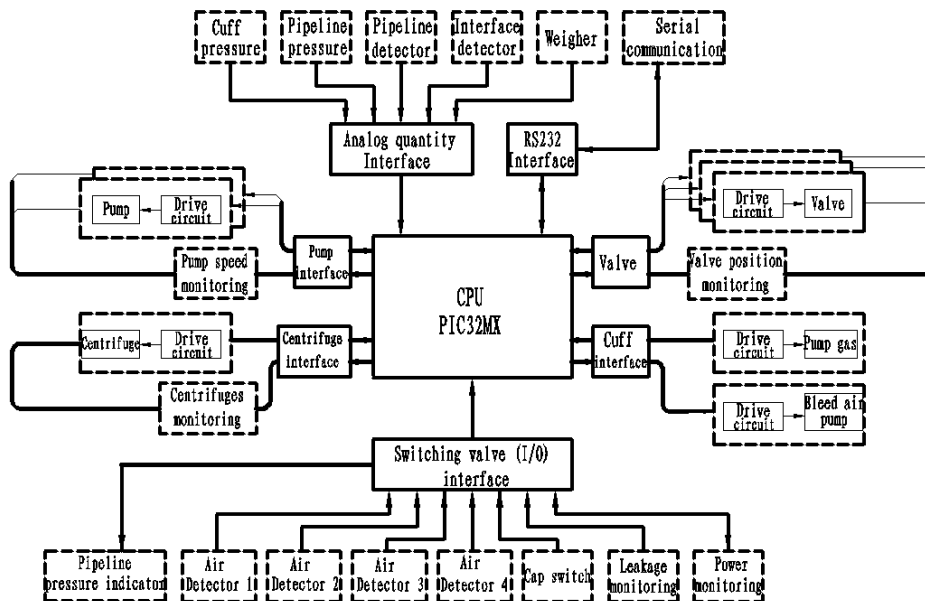 Cuff
pressure
Pipeline
pressure
Pipeline
detector
Interface
detector
Weigher
Serial
communication
Analog quantity
Interface
RS232
Interface
Pump
Drive
circuit
Drive
circuit
Valve
Pump speed
monitoring
Pump
interface
CPU
PIC32MX
Valve
Valve position
monitoring
Centrifuge
Drive
circuit
Centrifuge
interface
Cuff
interface
Drive
circuit
Pump gas
Centrifuges
monitoring
Drive
circuit
Bleed air
pump
Switching valve (I/O)
interface
Pipeline
pressure indicator
Air
Detector 1
Air
Detector 2
Air
Detector 3
Air
Detector 4
Cap switch
Leakage
monitoring
Power
monitoring